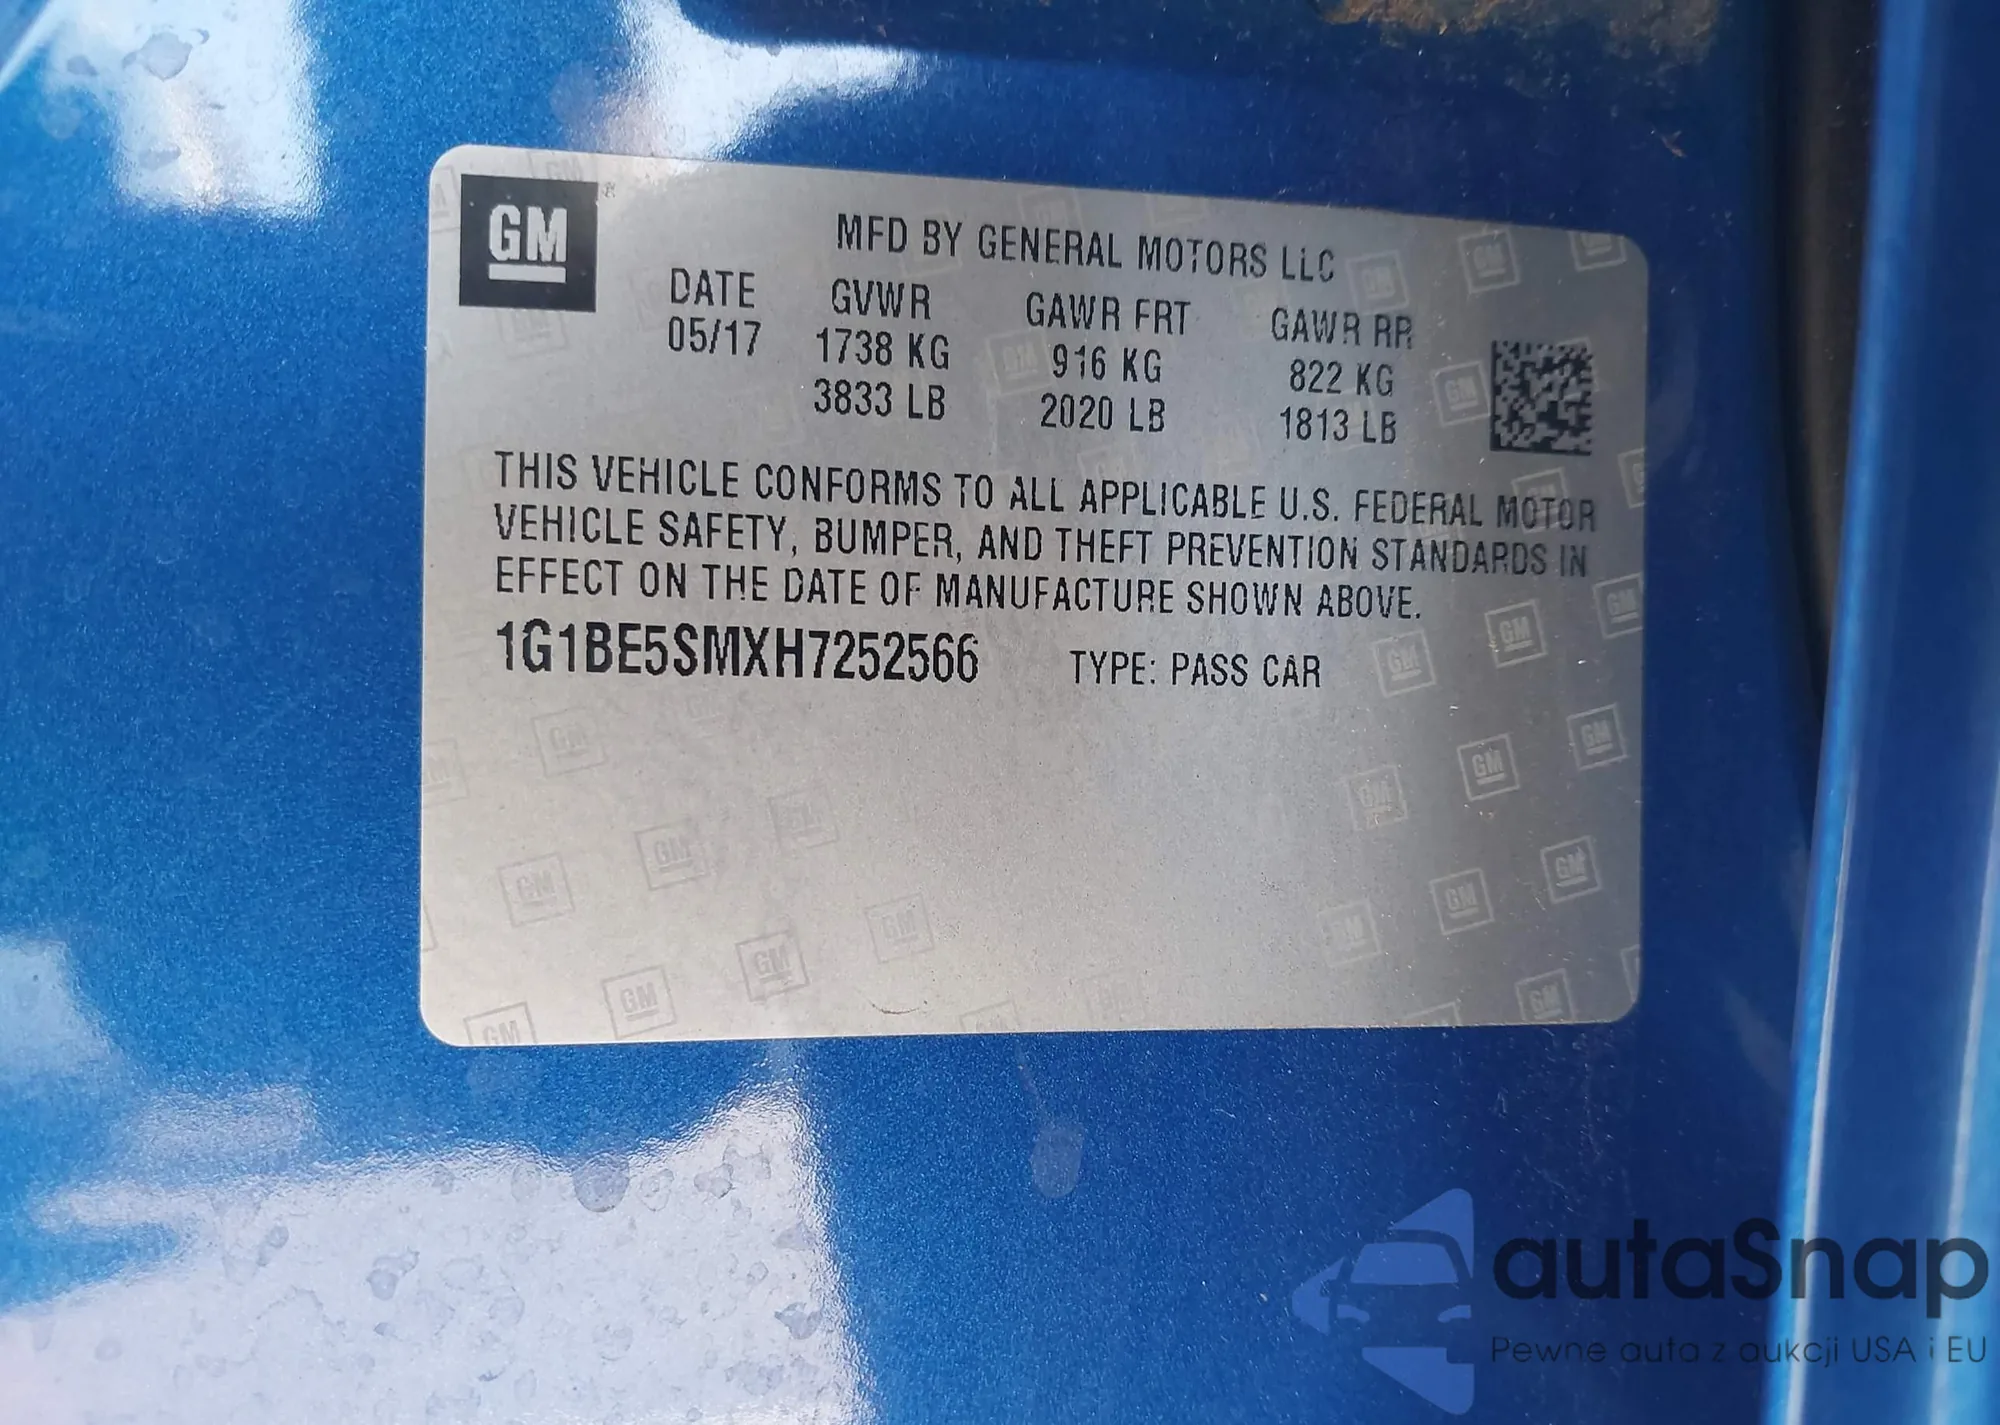 GM ®
MFD BY GENERAL MOTORS LLC
DATE GVWR GAWR FRT GAWR RR
05/17 1738 KG 916 KG 822 KG
3833 LB 2020 LB 1813 LB
THIS VEHICLE CONFORMS TO ALL APPLICABLE U.S. FEDERAL MOTOR
VEHICLE SAFETY, BUMPER, AND THEFT PREVENTION STANDARDS IN
EFFECT ON THE DATE OF MANUFACTURE SHOWN ABOVE.
1G1BE5SMXH7252566 TYPE: PASS CAR
autaSnap
Pewne auta z aukcji USA i EU